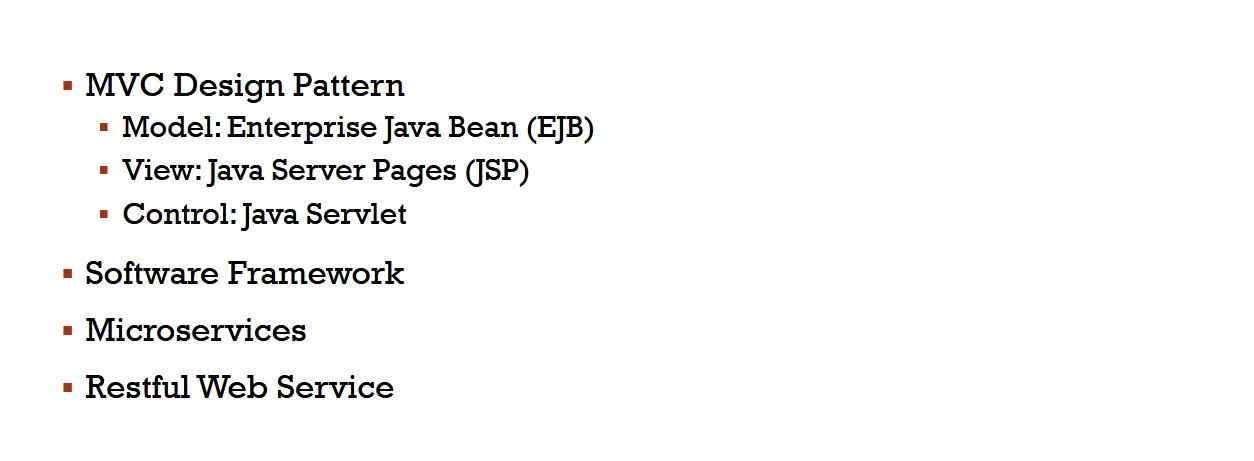 MVC Design Pattern
Model: Enterprise Java Bean (EJB)
View: Java Server Pages (JSP)
Control: Java Servlet
Software Framework
Microservices
Restful Web Service